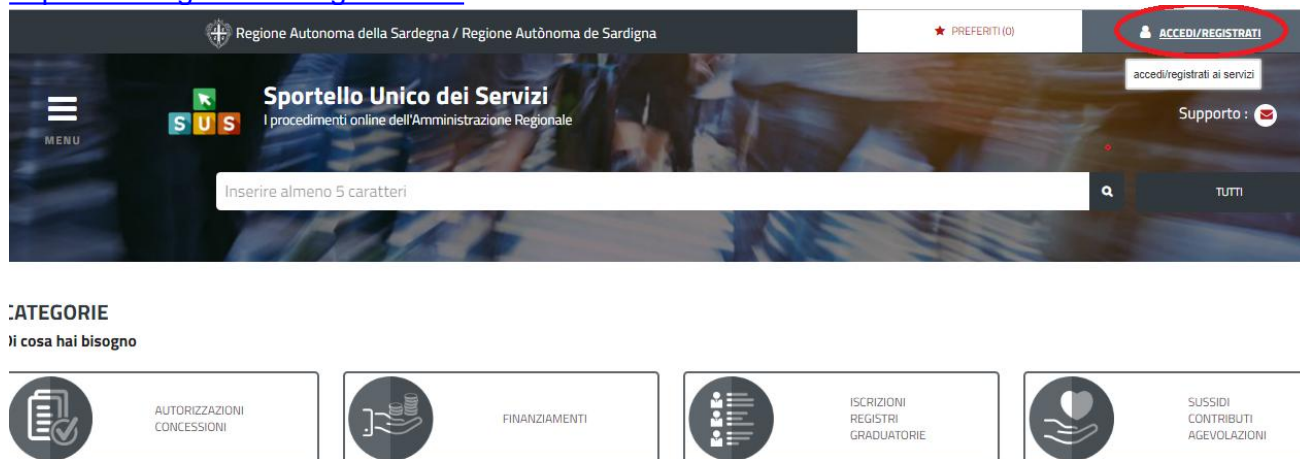 Regione Autonoma della Sardegna / Regione Autònoma de Sardigna
PREFERITI (0)
ACCEDI/REGISTRATI
accedi/registrati ai servizi
MENU
SUS
Sportello Unico dei Servizi
I procedimenti online dell'Amministrazione Regionale
Supporto :
Inserire almeno 5 caratteri
TUTTI
CATEGORIE
Di cosa hai bisogno
AUTORIZZAZIONI
CONCESSIONI
FINANZIAMENTI
ISCRIZIONI
REGISTRI
GRADUATORIE
SUSSIDI
CONTRIBUTI
AGEVOLAZIONI